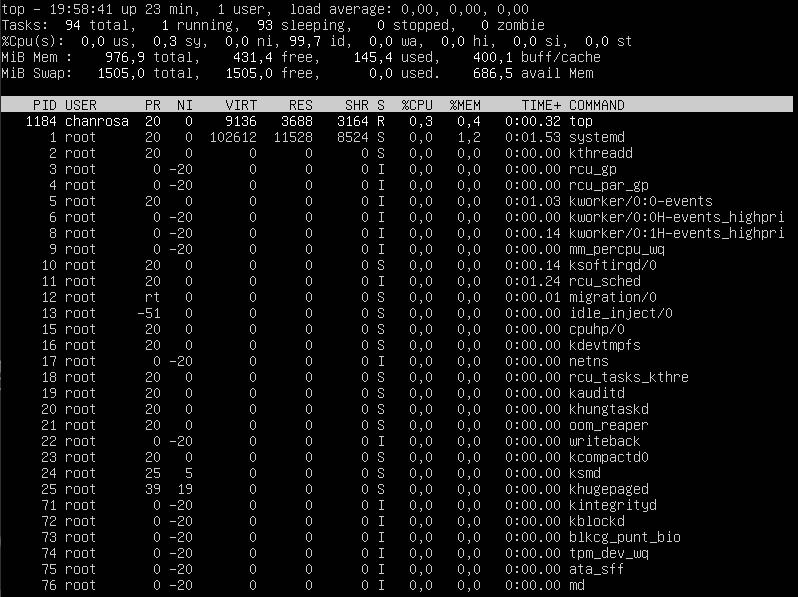 top - 19:58:41 up 23 min,  1 user,  load average: 0,00, 0,00, 0,00
Tasks:  94 total,   1 running,  93 sleeping,   0 stopped,   0 zombie
%Cpu(s):  0,0 us,  0,3 sy,  0,0 ni, 99,7 id,  0,0 wa,  0,0 hi,  0,0 si,  0,0 st
MiB Mem :    976,9 total,    431,4 free,    145,4 used,    400,1 buff/cache
MiB Swap:   1505,0 total,   1505,0 free,      0,0 used.    686,5 avail Mem
PID USER      PR  NI    VIRT    RES    SHR S  %CPU  %MEM     TIME+ COMMAND
1184 chanrosa  20   0    9136   3688   3164 R   0,3   0,4   0:00.32 top
1 root      20   0  102612  11528   8524 S   0,0   1,2   0:01.53 systemd
2 root      20   0       0      0      0 S   0,0   0,0   0:00.00 kthreadd
3 root       0 -20       0      0      0 I   0,0   0,0   0:00.00 rcu_gp
4 root       0 -20       0      0      0 I   0,0   0,0   0:00.00 rcu_par_gp
5 root      20   0       0      0      0 I   0,0   0,0   0:01.03 kworker/0:0-events
6 root       0 -20       0      0      0 I   0,0   0,0   0:00.00 kworker/0:0H-events_highpri
8 root       0 -20       0      0      0 I   0,0   0,0   0:00.14 kworker/0:1H-events_highpri
9 root       0 -20       0      0      0 I   0,0   0,0   0:00.00 mm_percpu_wq
10 root      20   0       0      0      0 S   0,0   0,0   0:00.14 ksoftirqd/0
11 root      20   0       0      0      0 I   0,0   0,0   0:01.24 rcu_sched
12 root      rt   0       0      0      0 S   0,0   0,0   0:00.01 migration/0
13 root     -51   0       0      0      0 S   0,0   0,0   0:00.00 idle_inject/0
15 root      20   0       0      0      0 S   0,0   0,0   0:00.00 cpuhp/0
16 root      20   0       0      0      0 S   0,0   0,0   0:00.00 kdevtmpfs
17 root       0 -20       0      0      0 I   0,0   0,0   0:00.00 netns
18 root      20   0       0      0      0 S   0,0   0,0   0:00.00 rcu_tasks_kthre
19 root      20   0       0      0      0 S   0,0   0,0   0:00.00 kauditd
20 root      20   0       0      0      0 S   0,0   0,0   0:00.00 khungtaskd
21 root      20   0       0      0      0 S   0,0   0,0   0:00.00 oom_reaper
22 root       0 -20       0      0      0 I   0,0   0,0   0:00.00 writeback
23 root      20   0       0      0      0 S   0,0   0,0   0:00.00 kcompactd0
24 root      25   5       0      0      0 S   0,0   0,0   0:00.00 ksmd
25 root      39  19       0      0      0 S   0,0   0,0   0:00.00 khugepaged
71 root       0 -20       0      0      0 I   0,0   0,0   0:00.00 kintegrityd
72 root       0 -20       0      0      0 I   0,0   0,0   0:00.00 kblockd
73 root       0 -20       0      0      0 I   0,0   0,0   0:00.00 blkcg_punt_bio
74 root       0 -20       0      0      0 I   0,0   0,0   0:00.00 tpm_dev_wq
75 root       0 -20       0      0      0 I   0,0   0,0   0:00.00 ata_sff
76 root       0 -20       0      0      0 I   0,0   0,0   0:00.00 md